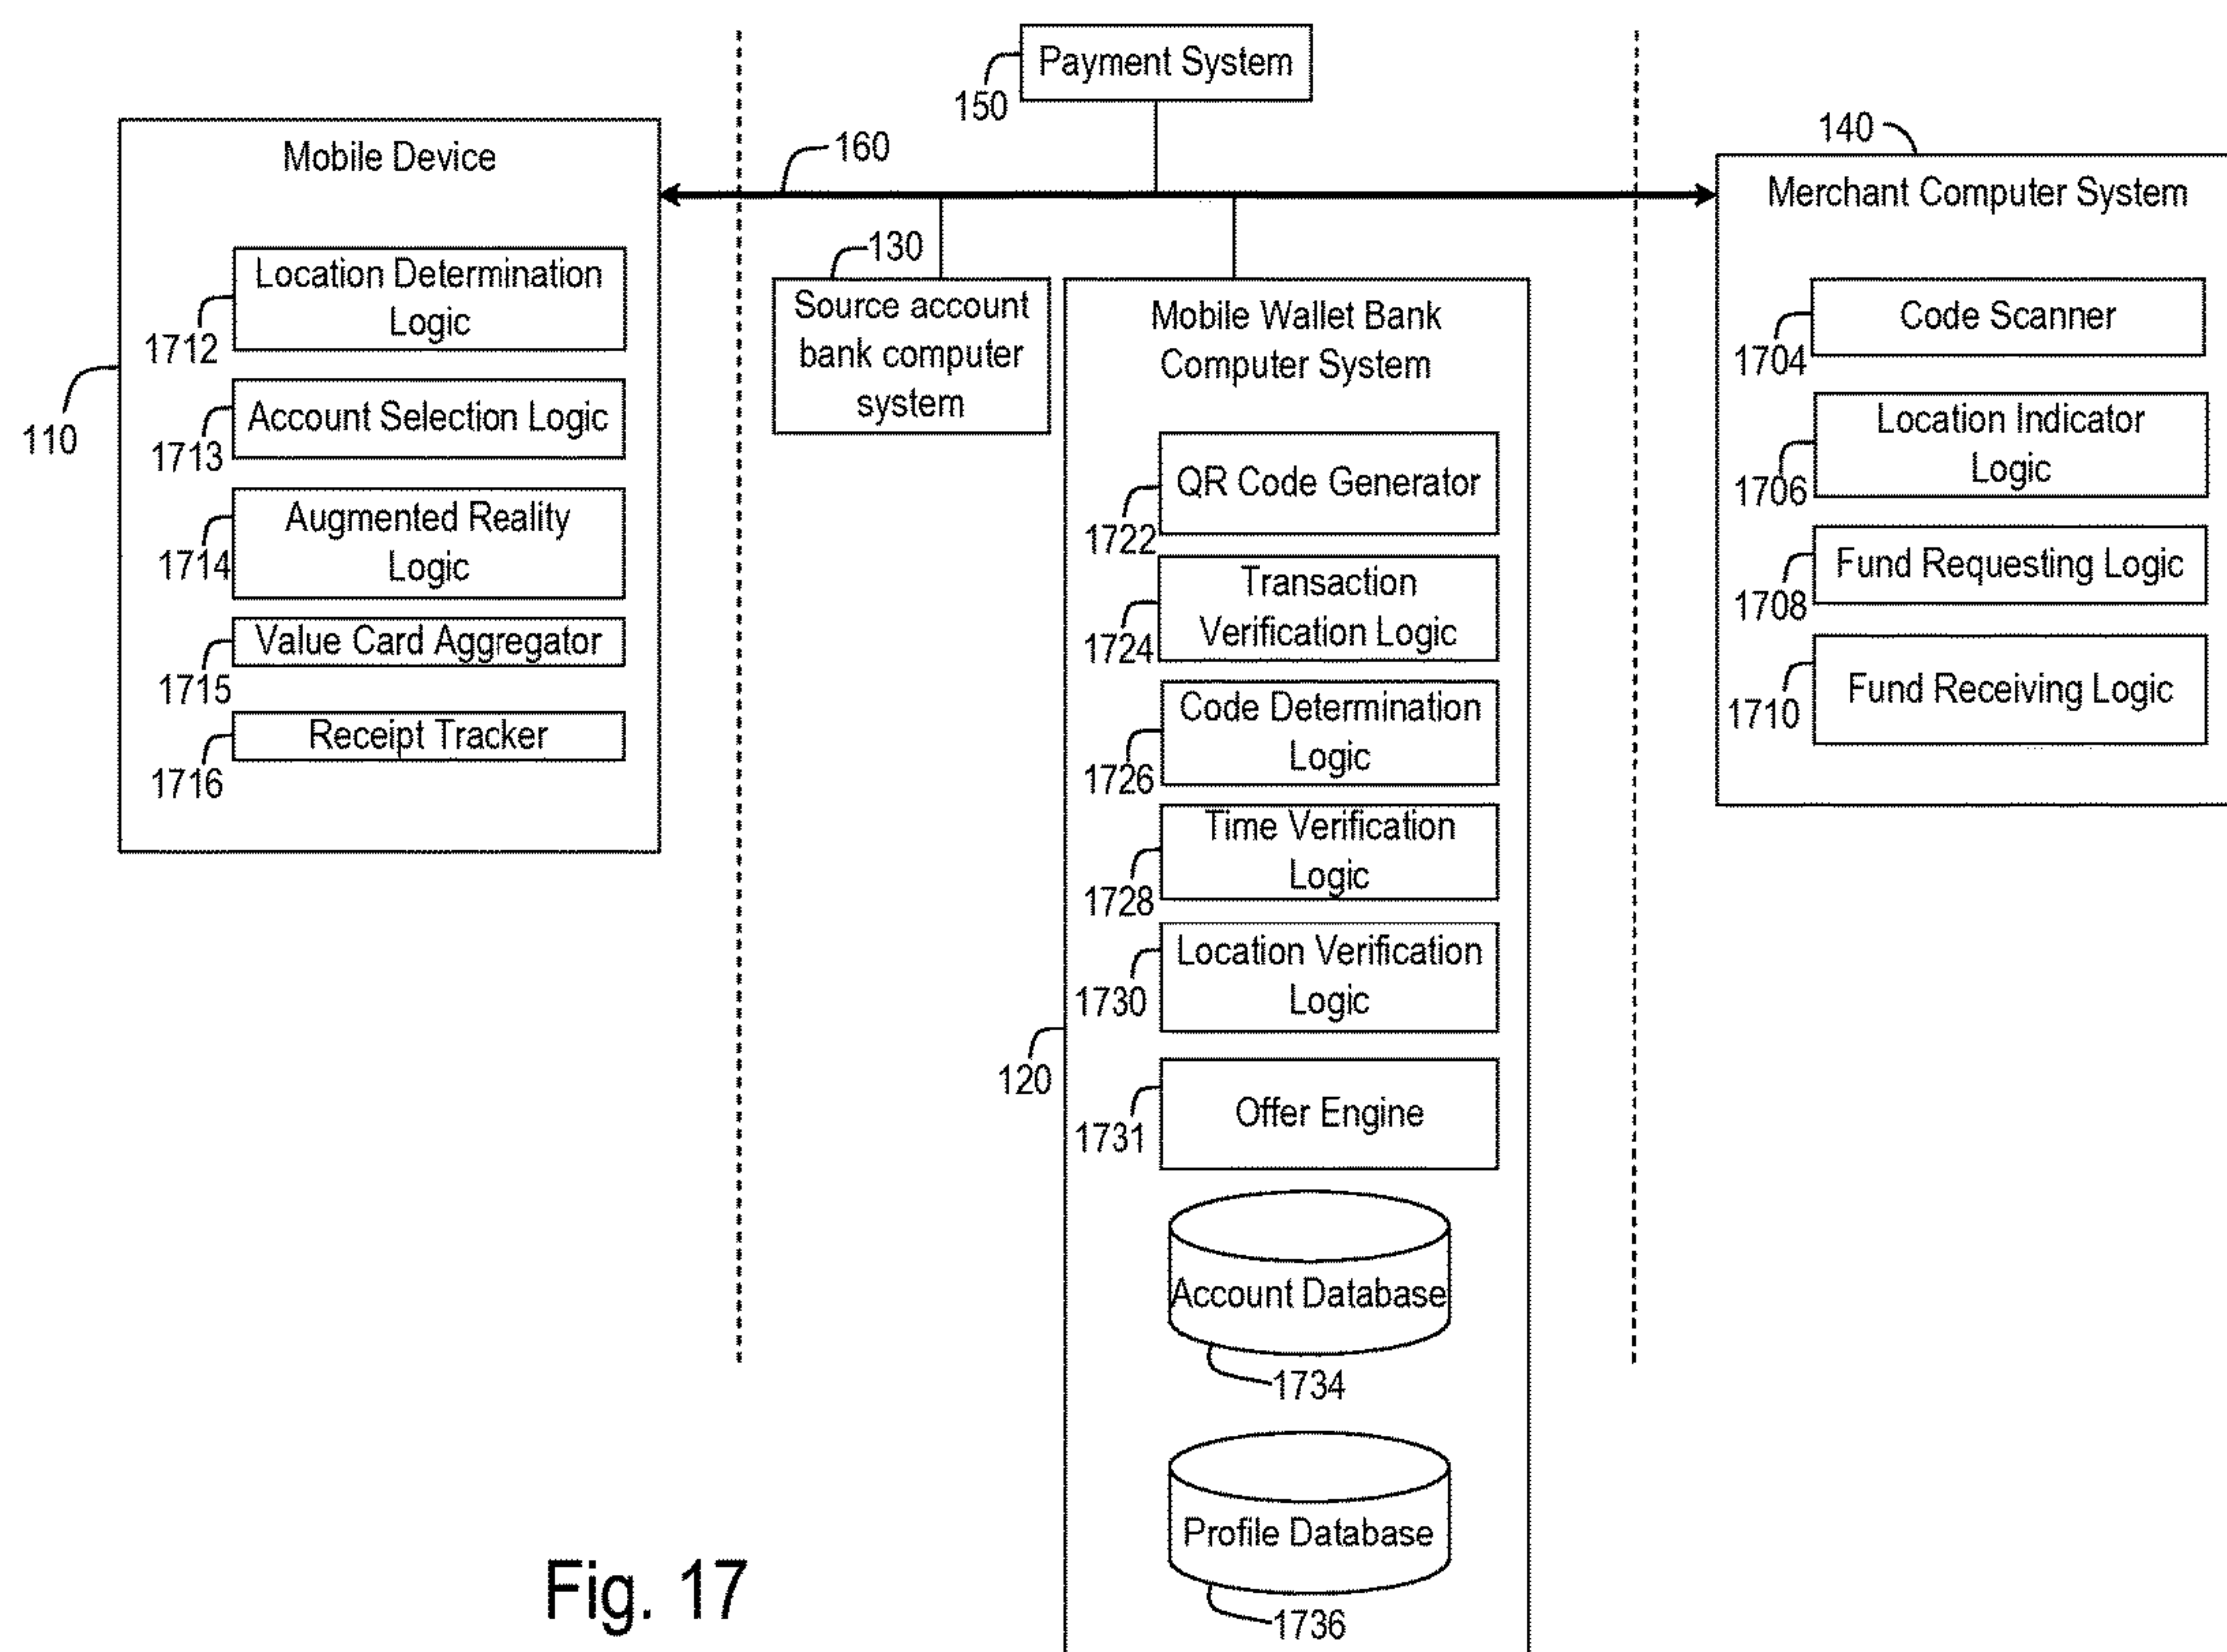 Payment System
150
160
140
Mobile Device
Merchant Computer System
110
Location Determination
Logic
1712
Account Selection Logic
1713
Augmented Reality
Logic
1714
Value Card Aggregator
1715
Receipt Tracker
1716
130
Source account
bank computer
system
Mobile Wallet Bank
Computer System
120
QR Code Generator
1722
Transaction
Verification Logic
1724
Code Determination
Logic
1726
Time Verification
Logic
1728
Location Verification
Logic
1730
Offer Engine
1731
Account Database
1734
Profile Database
1736
Code Scanner
1704
Location Indicator
Logic
1706
Fund Requesting Logic
1708
Fund Receiving Logic
1710
Fig. 17